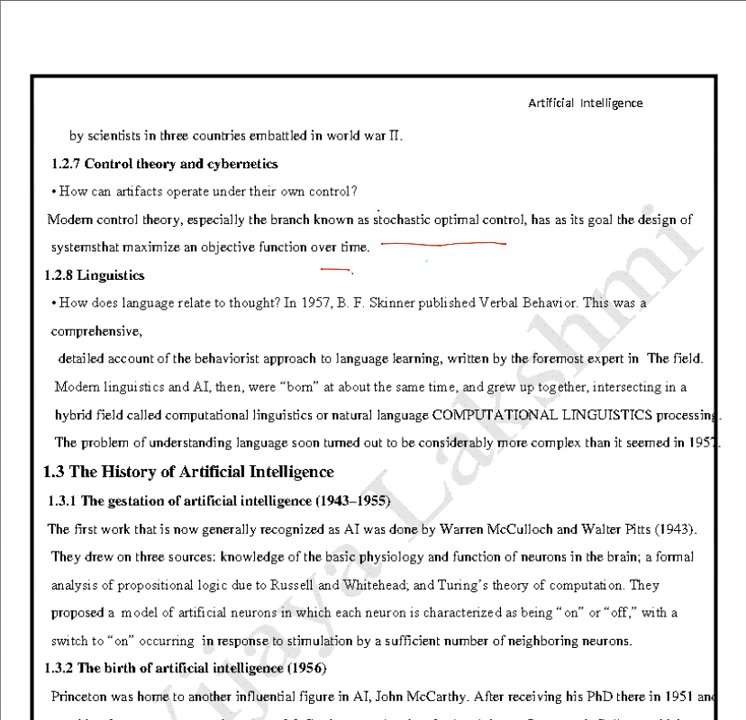 Artificial Intelligence
by scientists in three countries embattled in world war II.
1.2.7 Control theory and cybernetics
• How can artifacts operate under their own control?
Modern control theory, especially the branch known as stochastic optimal control, has as its goal the design of
systemsthat maximize an objective function over time.
1.2.8 Linguistics
• How does language relate to thought? In 1957, B. F. Skinner published Verbal Behavior. This was a
comprehensive,
detailed account of the behaviorist approach to language learning, written by the foremost expert in The field.
Modern linguistics and AI, then, were “born” at about the same time, and grew up together, intersecting in a
hybrid field called computational linguistics or natural language COMPUTATIONAL LINGUISTICS processing.
The problem of understanding language soon turned out to be considerably more complex than it seemed in 1957.
1.3 The History of Artificial Intelligence
1.3.1 The gestation of artificial intelligence (1943–1955)
The first work that is now generally recognized as AI was done by Warren McCulloch and Walter Pitts (1943).
They drew on three sources: knowledge of the basic physiology and function of neurons in the brain; a formal
analysis of propositional logic due to Russell and Whitehead; and Turing’s theory of computation. They
proposed a model of artificial neurons in which each neuron is characterized as being “on” or “off,” with a
switch to “on” occurring in response to stimulation by a sufficient number of neighboring neurons.
1.3.2 The birth of artificial intelligence (1956)
Princeton was home to another influential figure in AI, John McCarthy. After receiving his PhD there in 1951 and
Vijaya Lakshmi